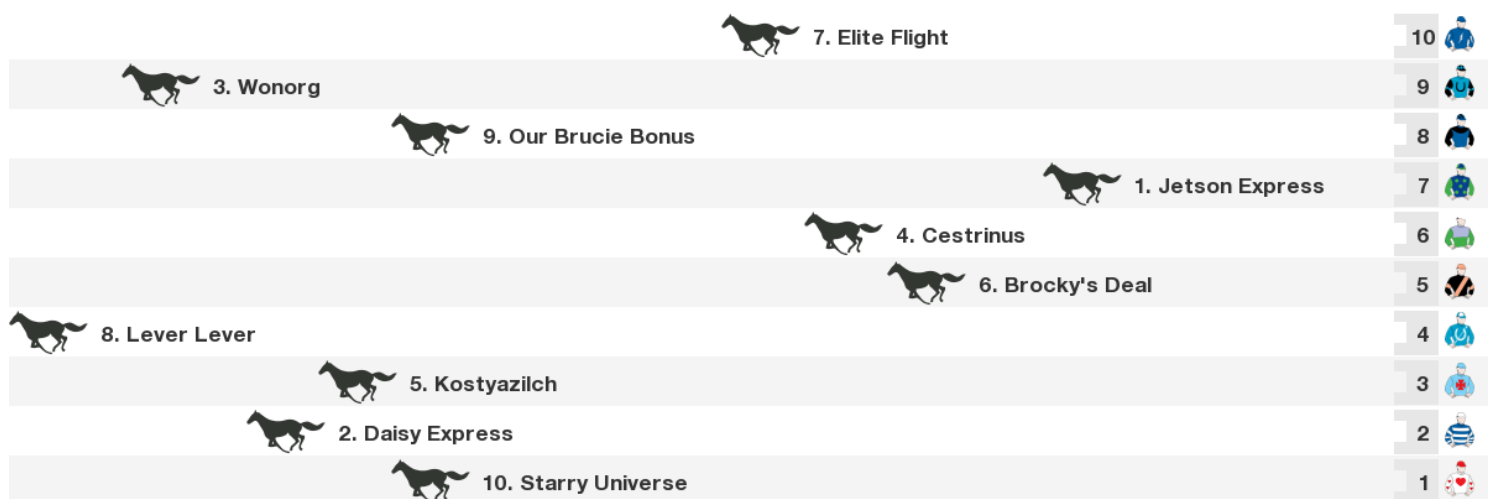 7. Elite Flight 10
3. Wonorg 9
9. Our Brucie Bonus 8
1. Jetson Express 7
4. Cestrinus 6
6. Brocky's Deal 5
8. Lever Lever 4
5. Kostyazilch 3
2. Daisy Express 2
10. Starry Universe 1